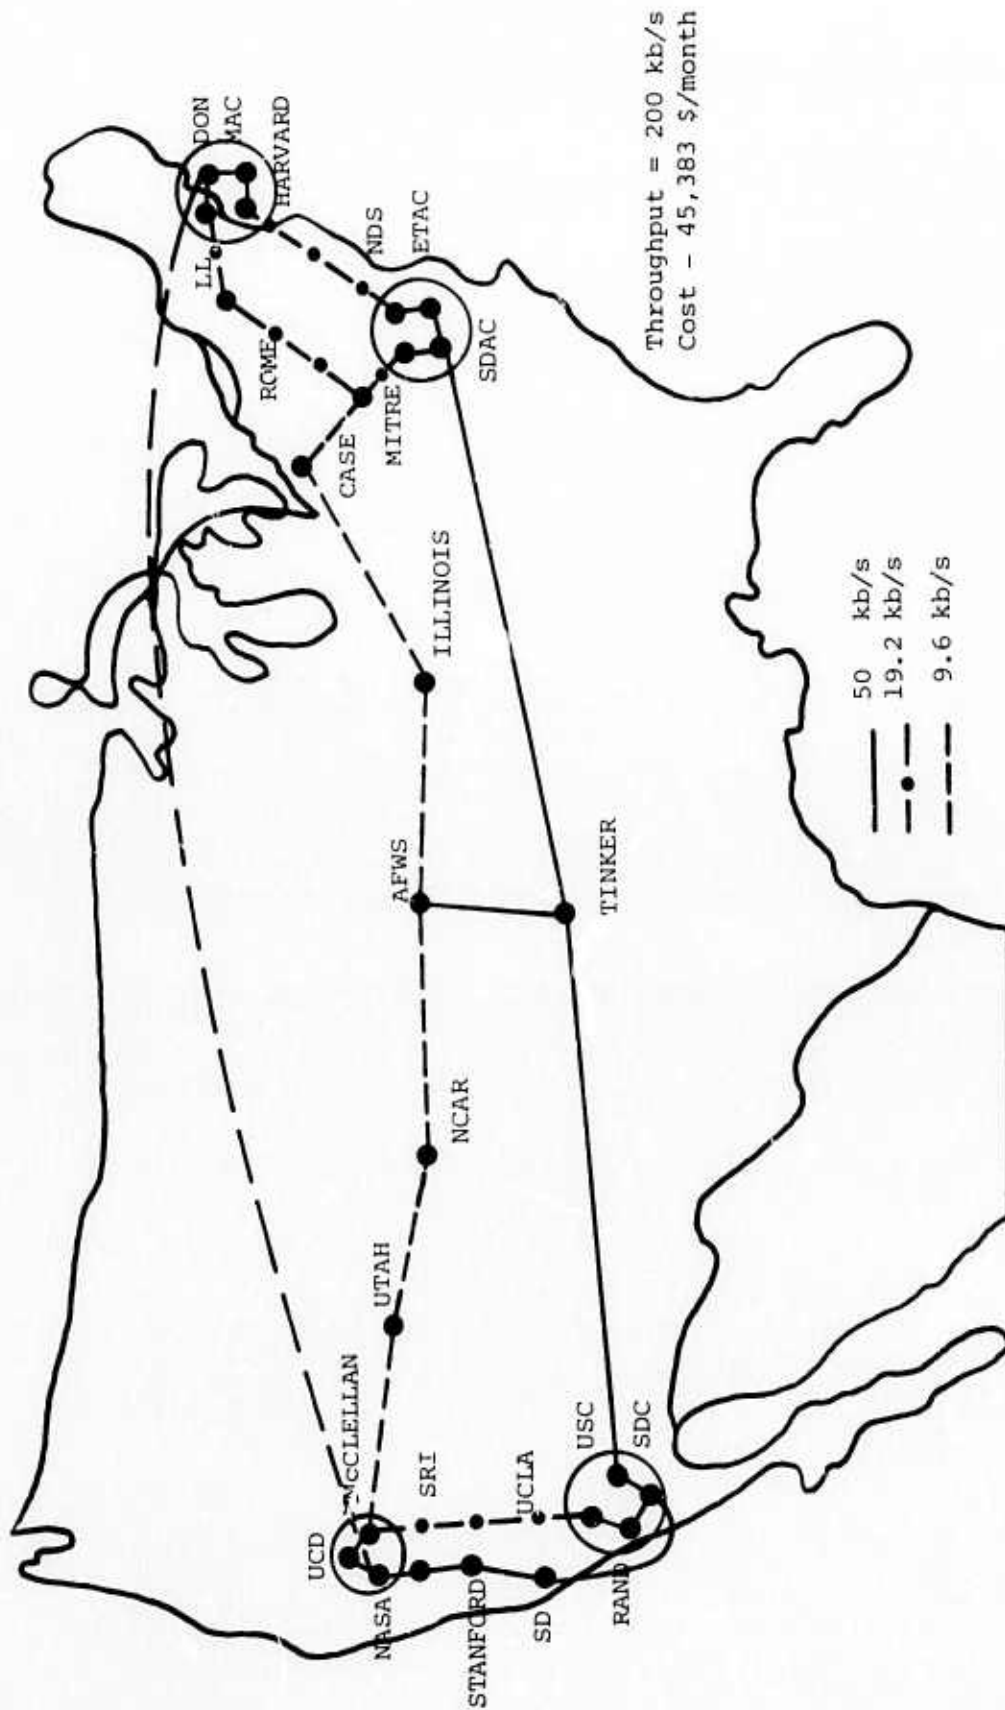 DON
MAC
HARVARD
LL
ROME
NDS
ETAC
SDAC
CASE
MITRE
ILLINOIS
AFWS
TINKER
NCAR
UTAH
McCLELLAN
UCD
NASA
SRI
STANFORD
UCLA
SD
USC
SDC
RAND
Throughput = 200 kb/s
Cost - 45,383 $/month
50 kb/s
19.2 kb/s
9.6 kb/s